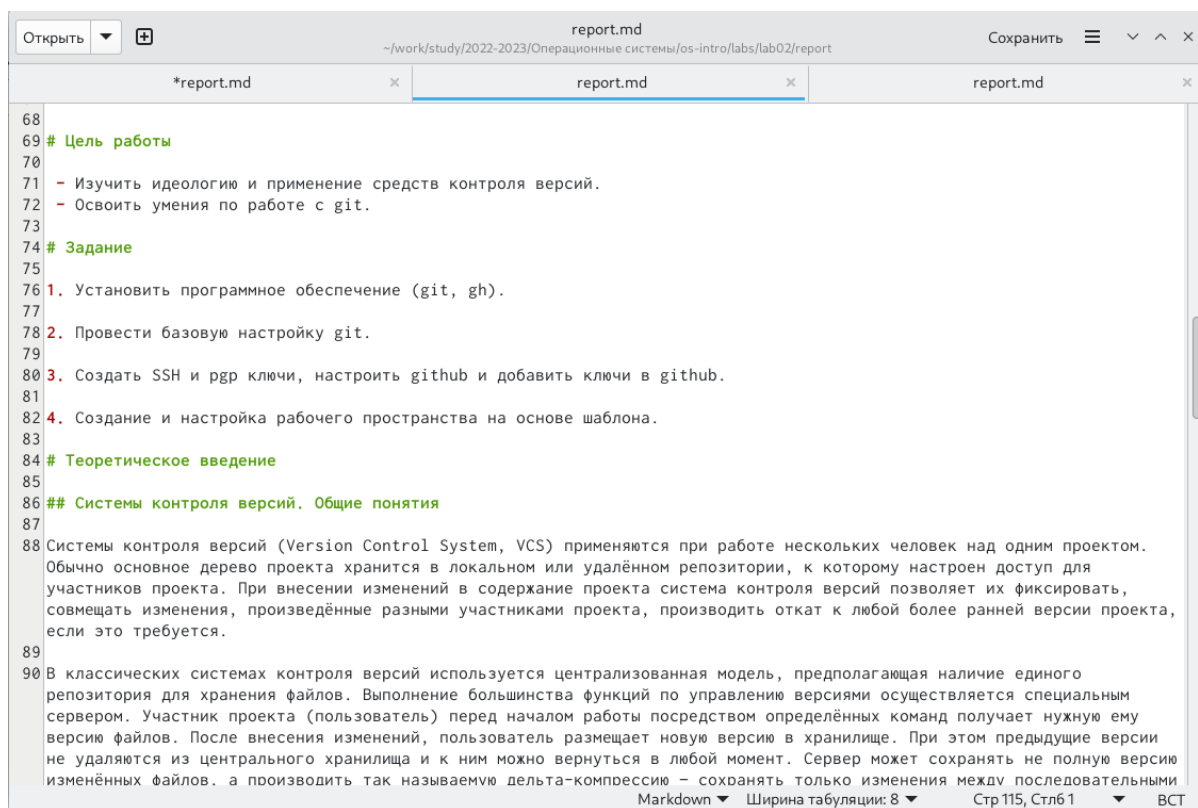 Открыть
report.md
~/work/study/2022-2023/Операционные системы/os-intro/labs/lab02/report
Сохранить
*report.md
report.md
report.md
68
69 # Цель работы
70
71 - Изучить идеологию и применение средств контроля версий.
72 - Освоить умения по работе с git.
73
74 # Задание
75
76 1. Установить программное обеспечение (git, gh).
77
78 2. Провести базовую настройку git.
79
80 3. Создать SSH и pgp ключи, настроить github и добавить ключи в github.
81
82 4. Создание и настройка рабочего пространства на основе шаблона.
83
84 # Теоретическое введение
85
86 ## Системы контроля версий. Общие понятия
87
88 Системы контроля версий (Version Control System, VCS) применяются при работе нескольких человек над одним проектом.
Обычно основное дерево проекта хранится в локальном или удалённом репозитории, к которому настроен доступ для
участников проекта. При внесении изменений в содержание проекта система контроля версий позволяет их фиксировать,
совмещать изменения, произведённые разными участниками проекта, производить откат к любой более ранней версии проекта,
если это требуется.
89
90 В классических системах контроля версий используется централизованная модель, предполагающая наличие единого
репозитория для хранения файлов. Выполнение большинства функций по управлению версиями осуществляется специальным
сервером. Участник проекта (пользователь) перед началом работы посредством определённых команд получает нужную ему
версию файлов. После внесения изменений, пользователь размещает новую версию в хранилище. При этом предыдущие версии
не удаляются из центрального хранилища и к ним можно вернуться в любой момент. Сервер может сохранять не полную версию
изменённых файлов, а производить так называемую дельта-компрессию – сохранять только изменения между последовательными
Markdown
Ширина табуляции: 8
Стр 115, Стлб 1
ВСТ